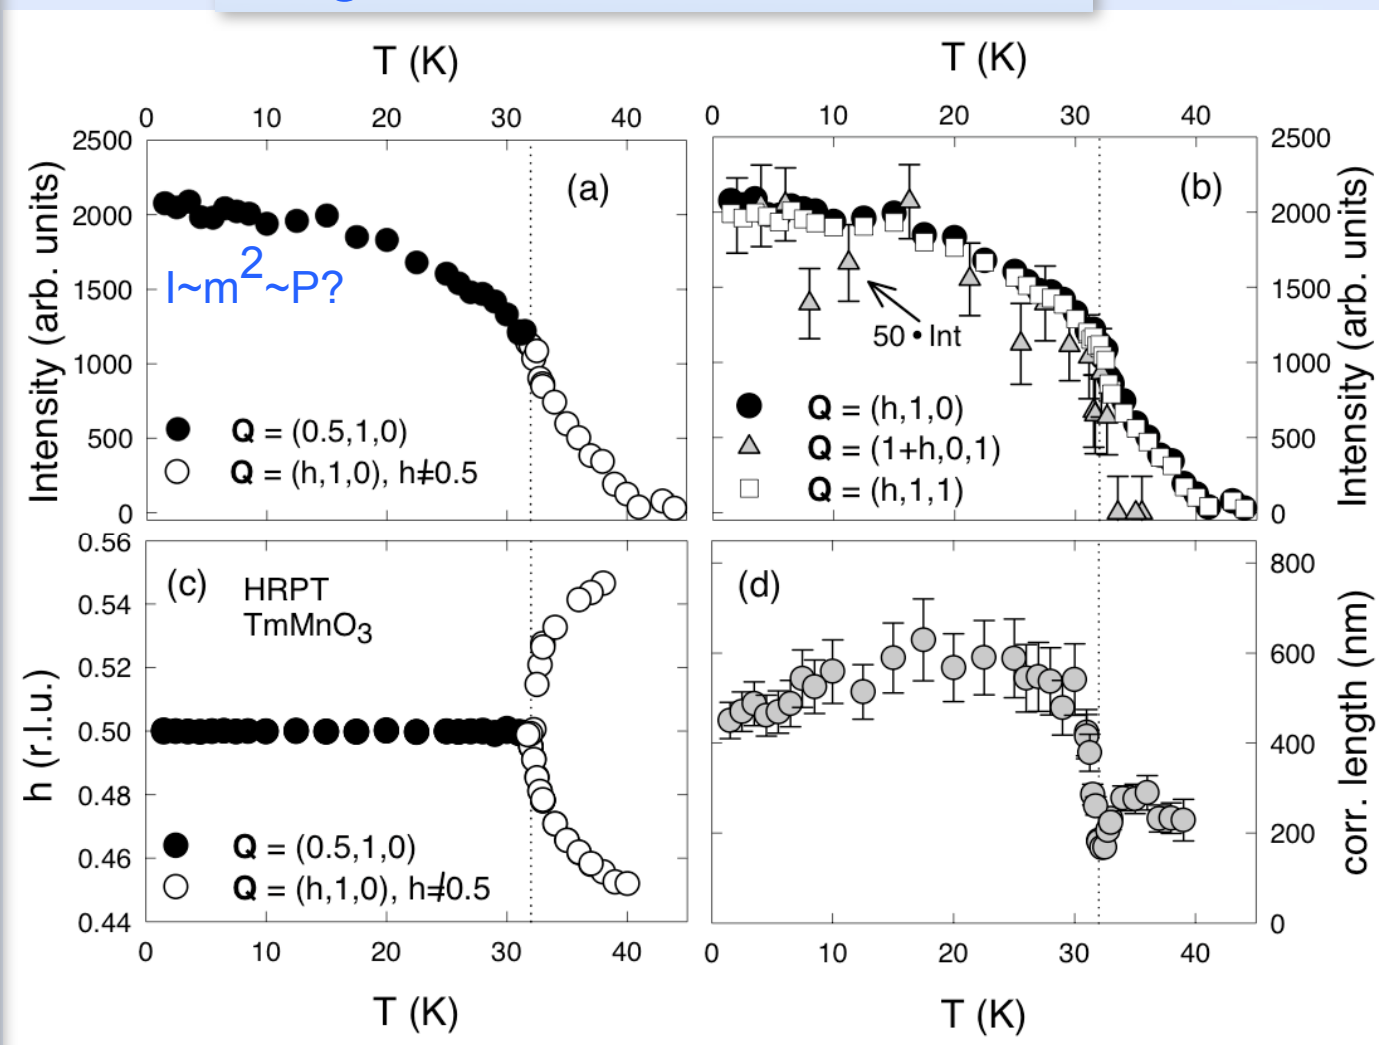 T (K)
T (K)
0 10 20 30 40
0 10 20 30 40
2500
2000
1500
1000
500
0
Intensity (arb. units)
(a)
I~m2~P?
Q = (0.5,1,0)
Q = (h,1,0), h≠0.5
(b)
50 • Int
Q = (h,1,0)
Q = (1+h,0,1)
Q = (h,1,1)
2500
2000
1500
1000
500
0
Intensity (arb. units)
0.56
0.54
0.52
0.50
0.48
0.46
0.44
h (r.l.u.)
(c)
HRPT
TmMnO3
Q = (0.5,1,0)
Q = (h,1,0), h≠0.5
(d)
800
600
400
200
0
corr. length (nm)
0 10 20 30 40
0 10 20 30 40
T (K)
T (K)